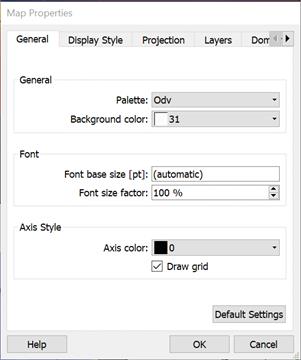 Map Properties
General Display Style Projection Layers Dom
General
Palette: Odv
Background color: 31
Font
Font base size [pt]: (automatic)
Font size factor: 100 %
Axis Style
Axis color: 0
Draw grid
Default Settings
Help OK Cancel